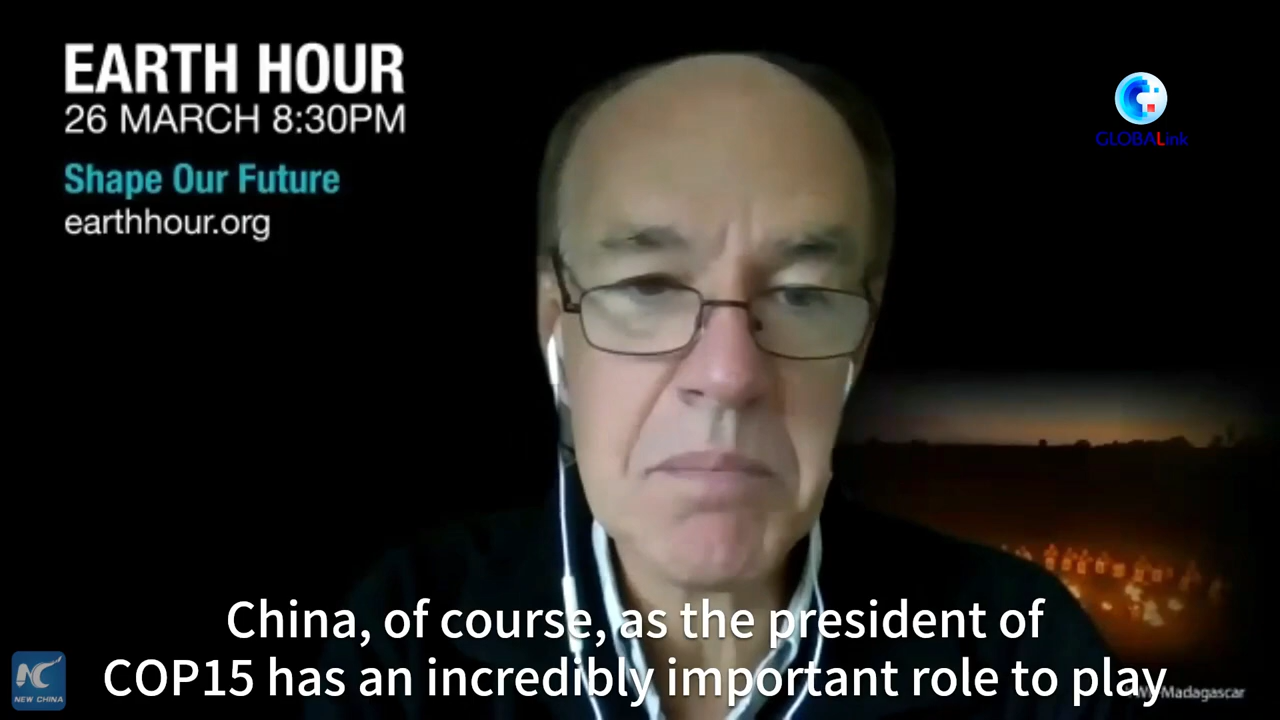 EARTH HOUR
26 MARCH 8:30PM
Shape Our Future
earthhour.org
GLOBALink
China, of course, as the president of
COP15 has an incredibly important role to play
NC
NEW CHINA
Madagascar